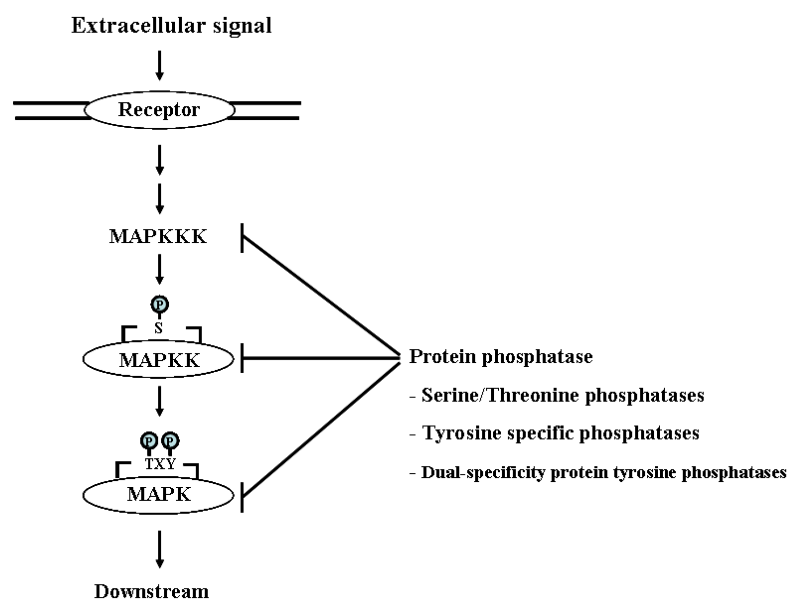 Extracellular signal
Receptor
MAPKKK
P
S
MAPKK
P P
TXY
MAPK
Downstream
Protein phosphatase
- Serine/Threonine phosphatases
- Tyrosine specific phosphatases
- Dual-specificity protein tyrosine phosphatases